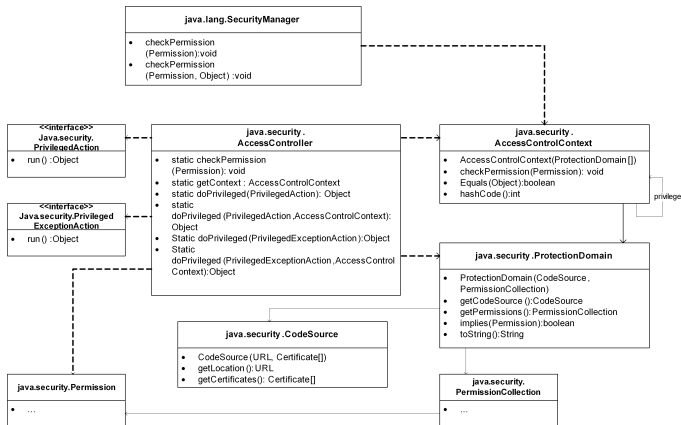 java.lang.SecurityManager
• checkPermission
(Permission):void
• checkPermission
(Permission, Object) :void
<<interface>>
Java.security.
PrivilegedAction
• run () :Object
<<interface>>
Java.security.Privileged
ExceptionAction
• run () :Object
java.security.
AccessController
• static checkPermission
(Permission): void
• static getContext : AccessControlContext
• static doPrivileged(PrivilegedAction): Object
• static
doPrivileged (PrivilegedAction,AccessControlContext):
Object
• Static doPrivileged(PrivilegedExceptionAction):Object
• Static
doPrivileged (PrivilegedExceptionAction,AccessControl
Context):Object
java.security.
AccessControlContext
• AccessControlContext(ProtectionDomain[])
• checkPermission(Permission): void
• Equals(Object):boolean
• hashCode():int
privilege
java.security.ProtectionDomain
• ProtectionDomain(CodeSource,
PermissionCollection)
• getCodeSource():CodeSource
• getPermissions():PermissionCollection
• implies(Permission):boolean
• toString():String
java.security.CodeSource
• CodeSource(URL, Certificate[])
• getLocation():URL
• getCertificates(): Certificate[]
java.security.Permission
• ...
java.security.
PermissionCollection
• ...